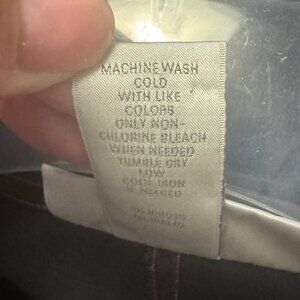 MACHINE WASH
COLD
WITH LIKE
COLORS
ONLY NON-
CHLORINE BLEACH
WHEN NEEDED
TUMBLE DRY
LOW
COOL IRON
IF NEEDED